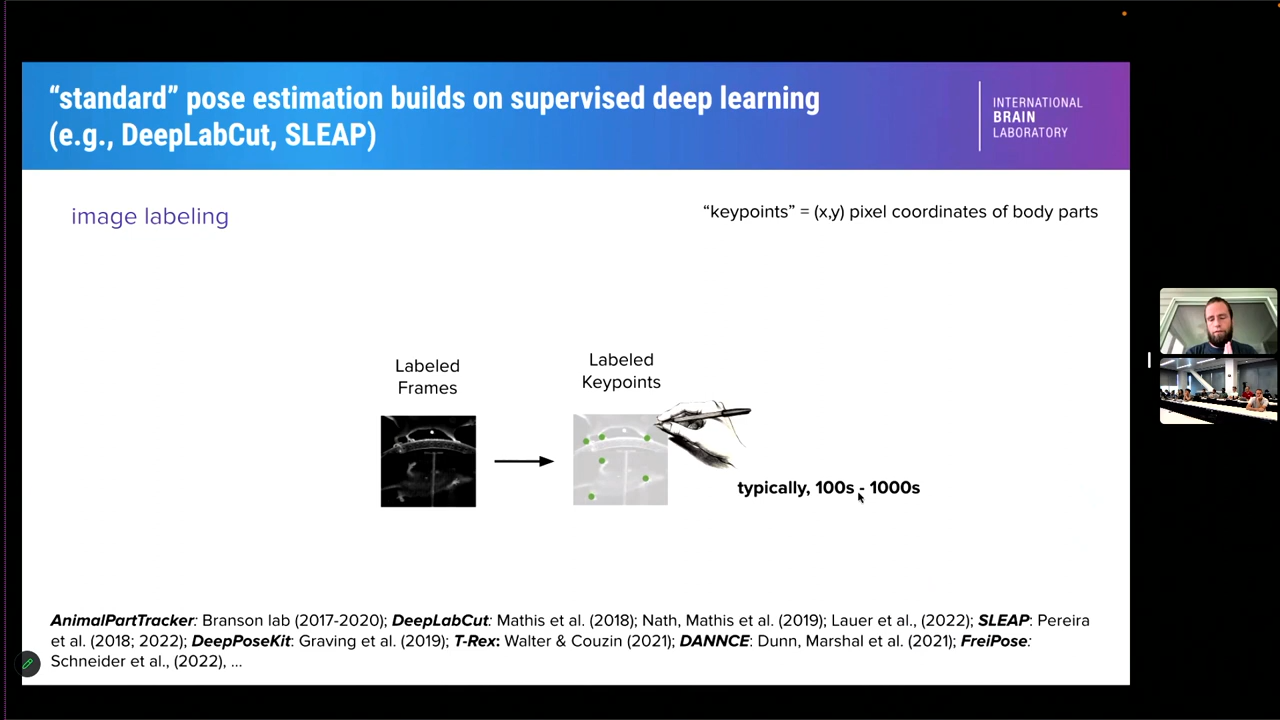 “standard” pose estimation builds on supervised deep learning
(e.g., DeepLabCut, SLEAP)
INTERNATIONAL
BRAIN
LABORATORY
image labeling
“keypoints” = (x,y) pixel coordinates of body parts
Labeled
Frames
Labeled
Keypoints
typically, 100s - 1000s
AnimalPartTracker: Branson lab (2017-2020); DeepLabCut: Mathis et al. (2018); Nath, Mathis et al. (2019); Lauer et al., (2022); SLEAP: Pereira
et al. (2018; 2022); DeepPoseKit: Graving et al. (2019); T-Rex: Walter & Couzin (2021); DANNCE: Dunn, Marshal et al. (2021); FreiPose:
Schneider et al., (2022), ...